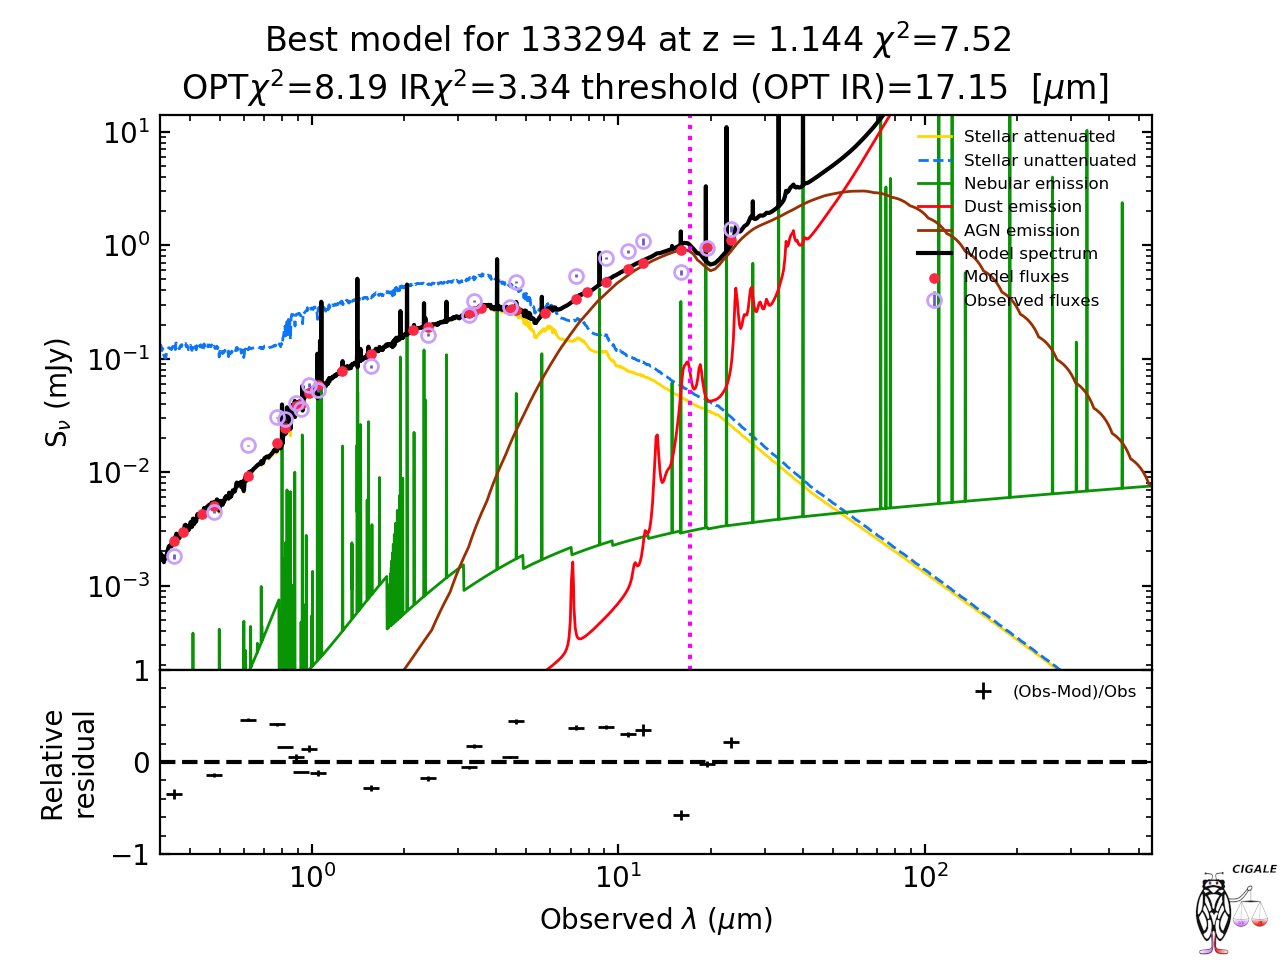 Best model for 133294 at z = 1.144 χ²=7.52
OPTχ²=8.19 IRχ²=3.34 threshold (OPT IR)=17.15 [μm]
10¹
10⁰
10⁻¹
10⁻²
10⁻³
S_ν (mJy)
Stellar attenuated
Stellar unattenuated
Nebular emission
Dust emission
AGN emission
Model spectrum
Model fluxes
Observed fluxes
1
0
−1
Relative
residual
(Obs-Mod)/Obs
10⁰
10¹
10²
Observed λ (μm)
CIGALE